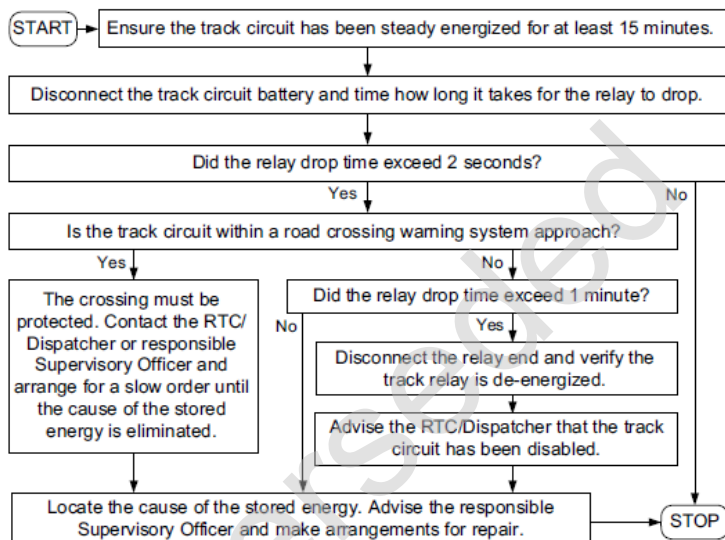 START
Ensure the track circuit has been steady energized for at least 15 minutes.
Disconnect the track circuit battery and time how long it takes for the relay to drop.
Did the relay drop time exceed 2 seconds?
Yes
No
Is the track circuit within a road crossing warning system approach?
Yes
No
The crossing must be
protected. Contact the RTC/
Dispatcher or responsible
Supervisory Officer and
arrange for a slow order until
the cause of the stored
energy is eliminated.
Did the relay drop time exceed 1 minute?
No
Yes
Disconnect the relay end and verify the
track relay is de-energized.
Advise the RTC/Dispatcher that the track
circuit has been disabled.
Locate the cause of the stored energy. Advise the responsible
Supervisory Officer and make arrangements for repair.
STOP
erseded